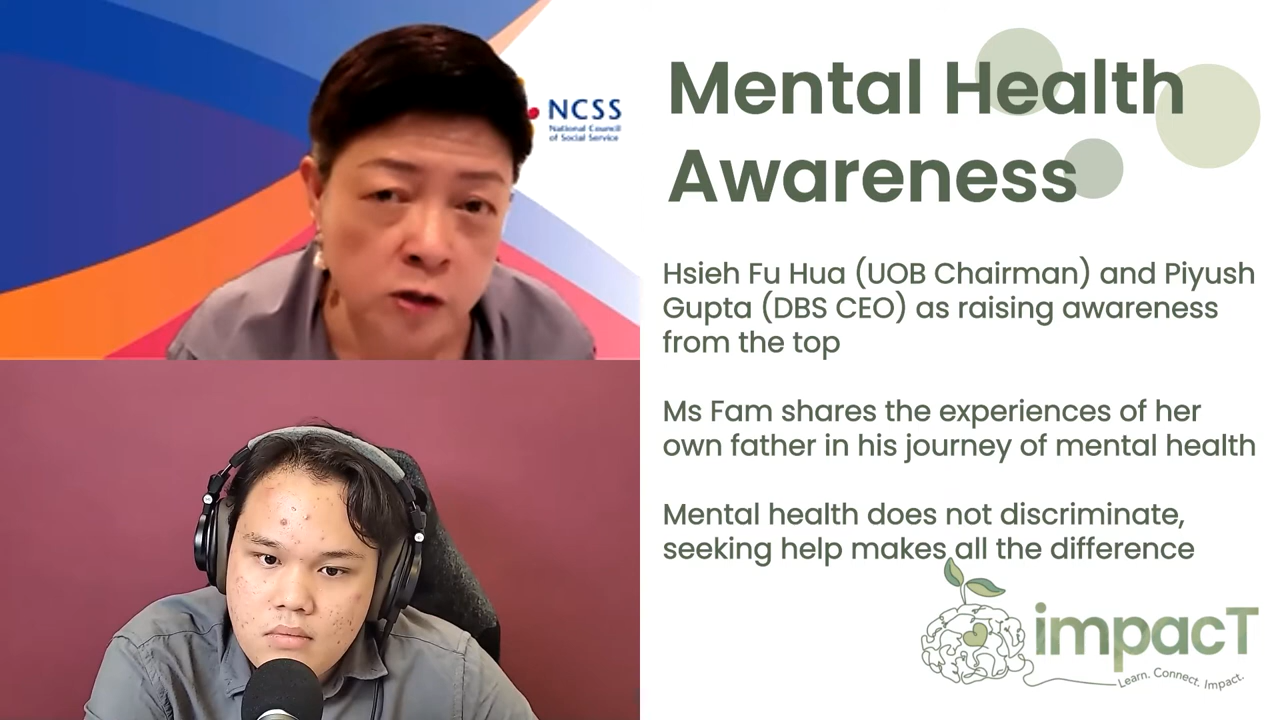 NCSS
National Council
of Social Service
Mental Health
Awareness
Hsieh Fu Hua (UOB Chairman) and Piyush
Gupta (DBS CEO) as raising awareness
from the top
Ms Fam shares the experiences of her
own father in his journey of mental health
Mental health does not discriminate,
seeking help makes all the difference
impacT
Learn. Connect. Impact.